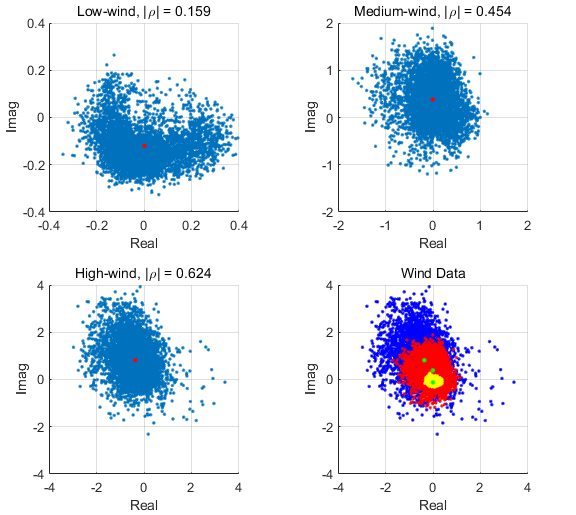 Low-wind, |ρ| = 0.159
0.4
0.2
0
-0.2
-0.4
Imag
-0.4 -0.2 0 0.2 0.4
Real
Medium-wind, |ρ| = 0.454
2
1
0
-1
-2
Imag
-2 -1 0 1 2
Real
High-wind, |ρ| = 0.624
4
2
0
-2
-4
Imag
-4 -2 0 2 4
Real
Wind Data
4
2
0
-2
-4
Imag
-4 -2 0 2 4
Real